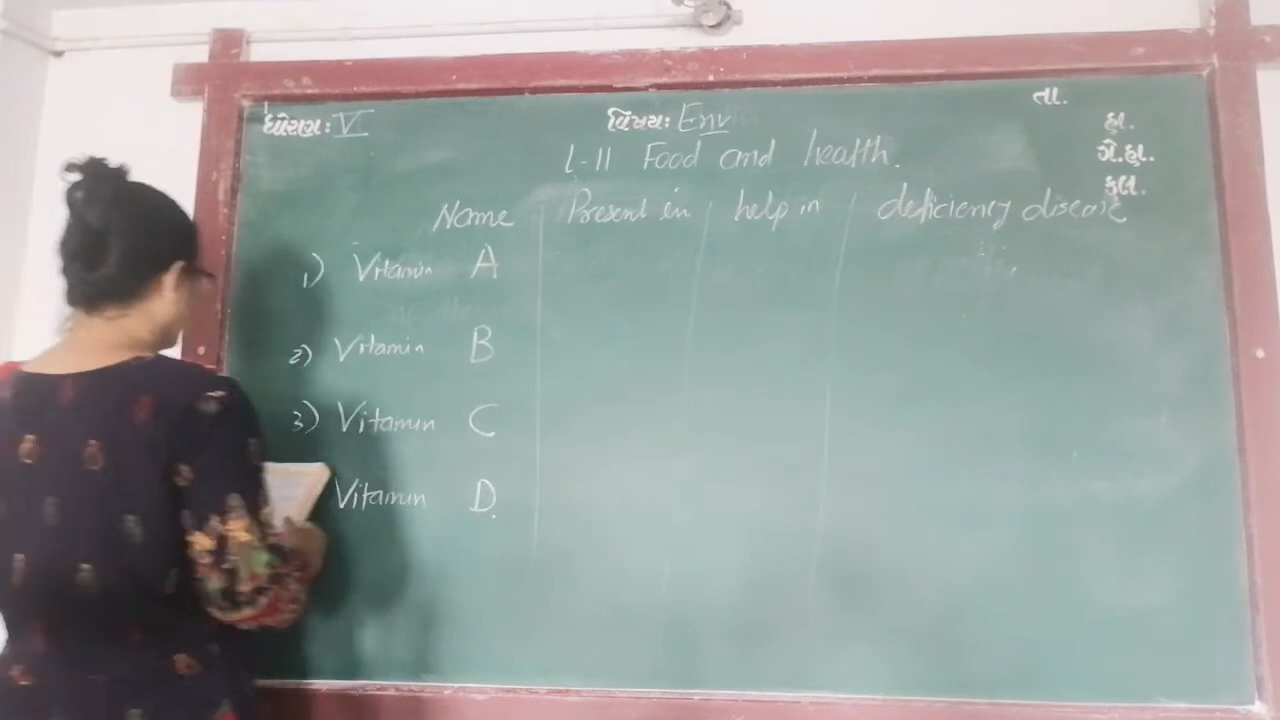 ધોરણ: V
વિષય: Env
તા.
હા.
ગે.હા.
કુલ.
L-11 Food and health.
Name Present in help in deficiency disease
1) Vitamin A
2) Vitamin B
3) Vitamin C
Vitamin D.